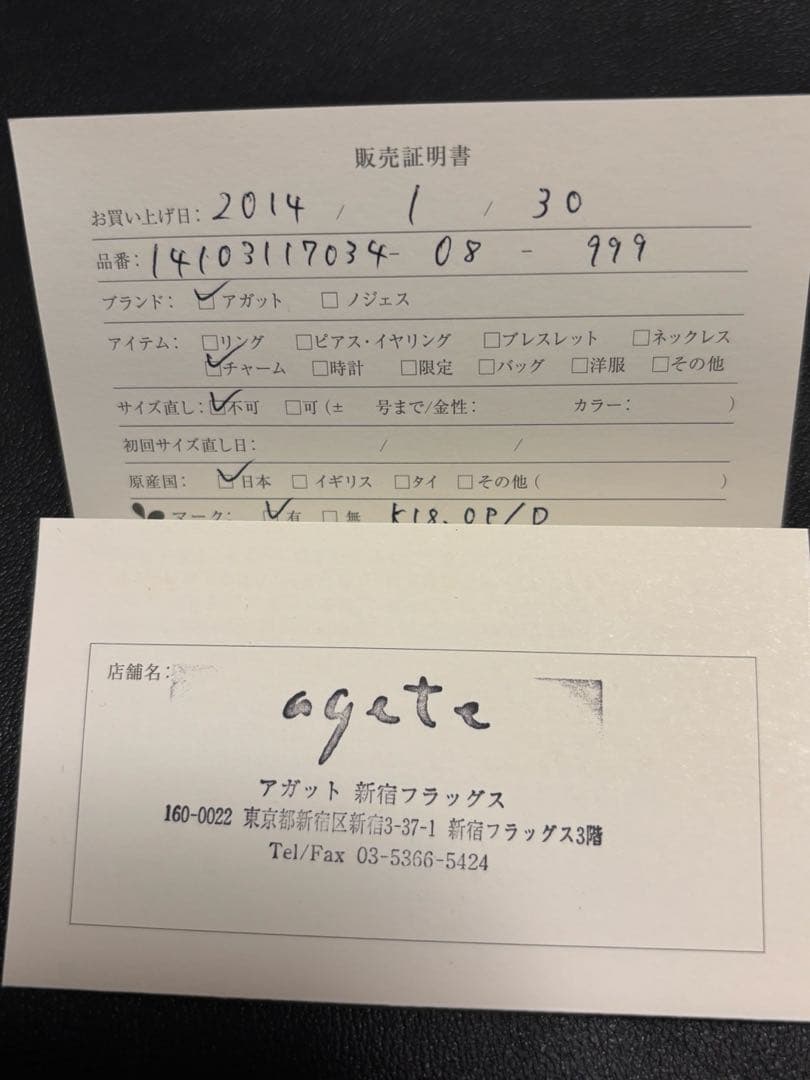 販売証明書
お買い上げ日: 2014 / 1 / 30
品番: 14103117034- 08 - 999
ブランド: ☑アガット □ノジェス
アイテム: □リング □ピアス・イヤリング □ブレスレット □ネックレス
☑チャーム □時計 □限定 □バッグ □洋服 □その他
サイズ直し: ☑不可 □可(± 号まで/金性: カラー: )
初回サイズ直し日: / /
原産国: ☑日本 □イギリス □タイ □その他( )
マーク: ☑有 □無 K18.OP/D
店舗名:
agete
アガット 新宿フラッグス
160-0022 東京都新宿区新宿3-37-1 新宿フラッグス3階
Tel/Fax 03-5366-5424